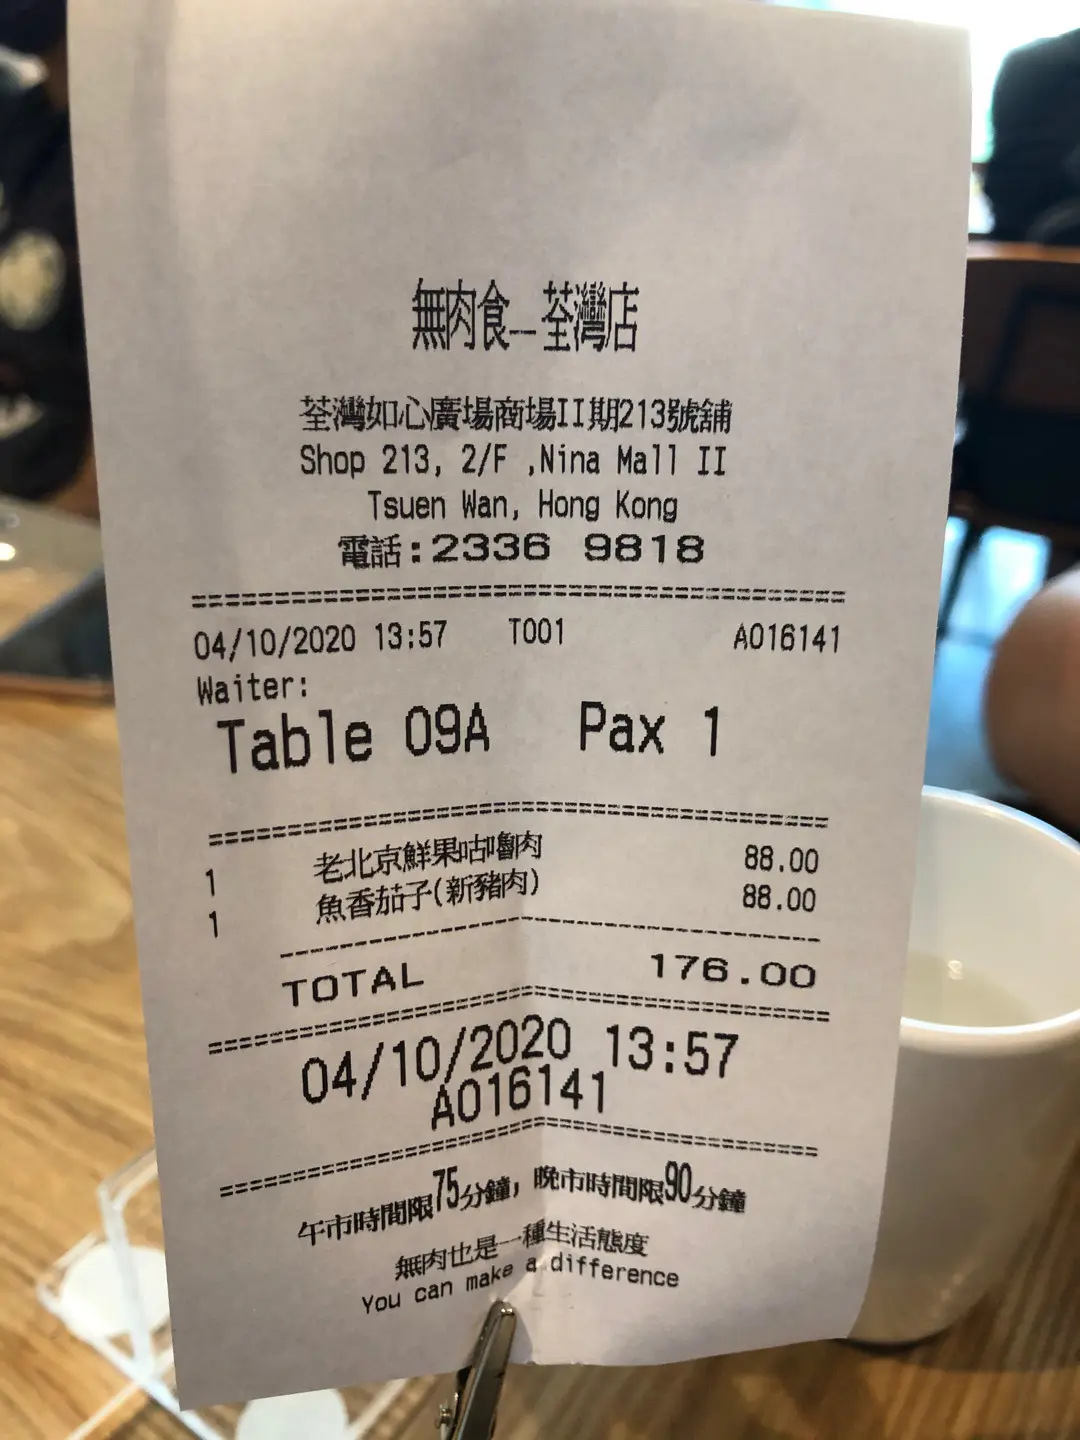 無肉食—荃灣店
荃灣如心廣場商場II期213號舖
Shop 213, 2/F ,Nina Mall II
Tsuen Wan, Hong Kong
電話:2336 9818
==========================================
04/10/2020 13:57 T001 A016141
Waiter:
Table 09A Pax 1
==========================================
1 老北京鮮果咕嚕肉 88.00
1 魚香茄子(新豬肉) 88.00
------------------------------------------
TOTAL 176.00
==========================================
04/10/2020 13:57
A016141
==========================================
午市時間限75分鐘, 晚市時間限90分鐘
無肉也是一種生活態度
You can make a difference